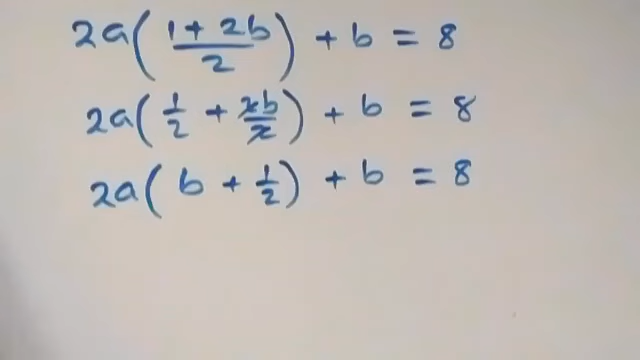 2a(1 + 2b / 2) + b = 8
2a(1/2 + 2b/2) + b = 8
2a(b + 1/2) + b = 8